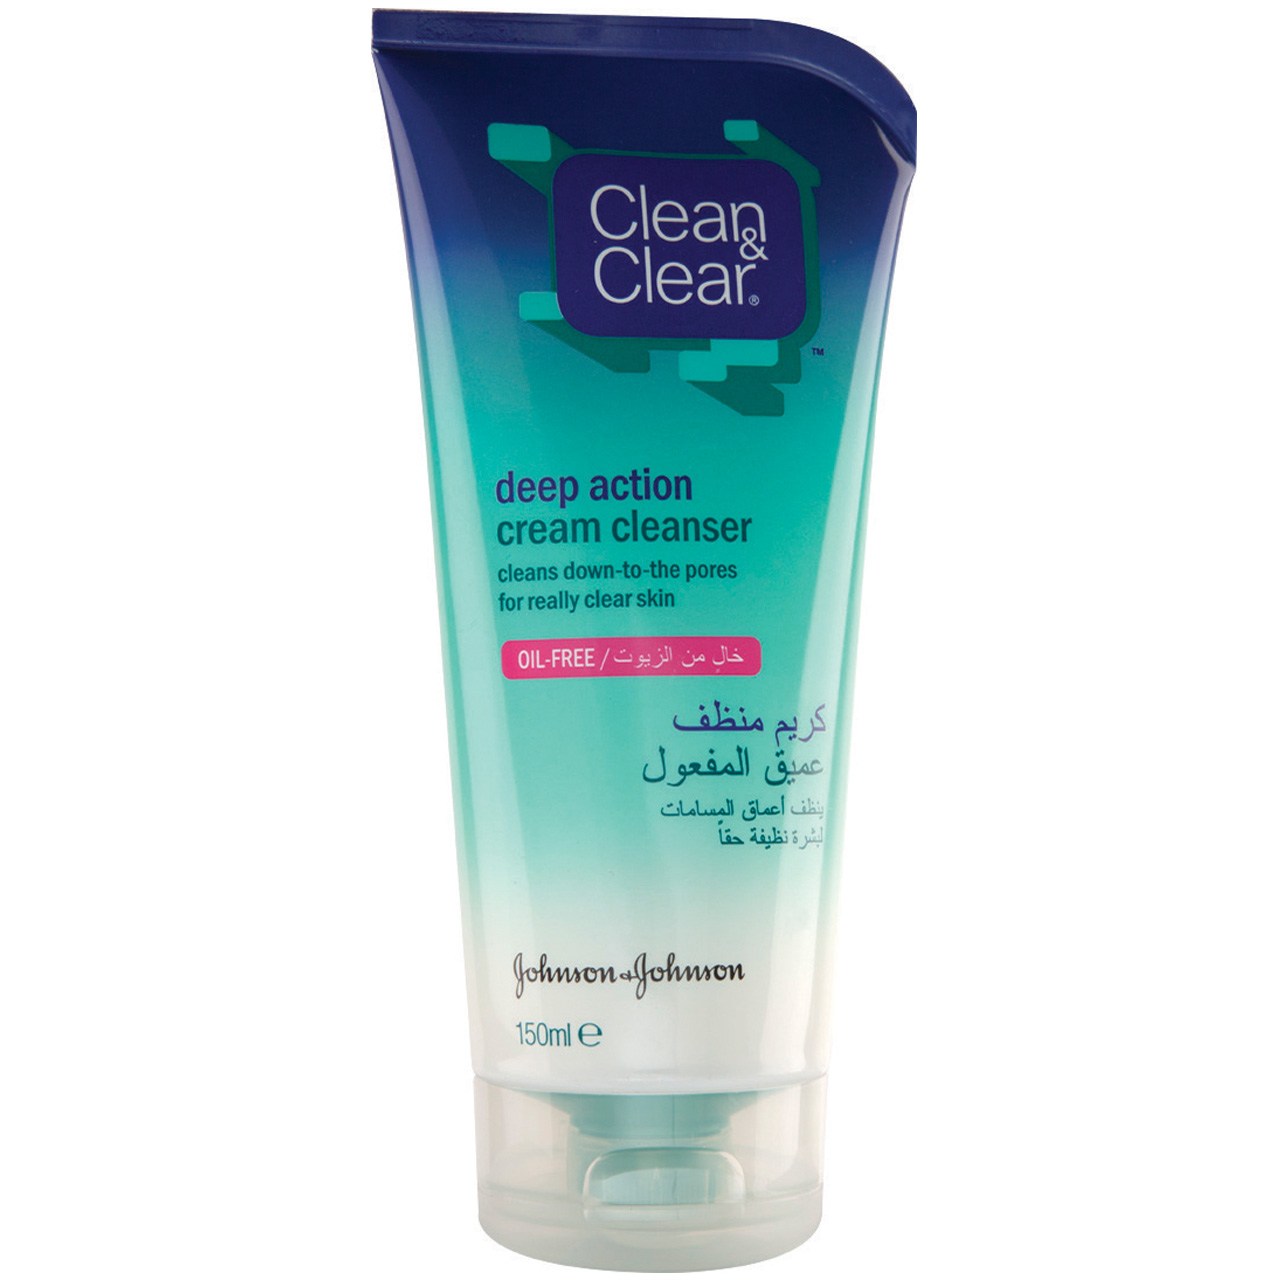 Clean
&
Clear®
™
deep action
cream cleanser
cleans down-to-the pores
for really clear skin
OIL-FREE / خالٍ من الزيوت
كريم منظف
عميق المفعول
ينظف أعماق المسامات
لبشرة نظيفة حقاً
Johnson & Johnson
150ml ℮